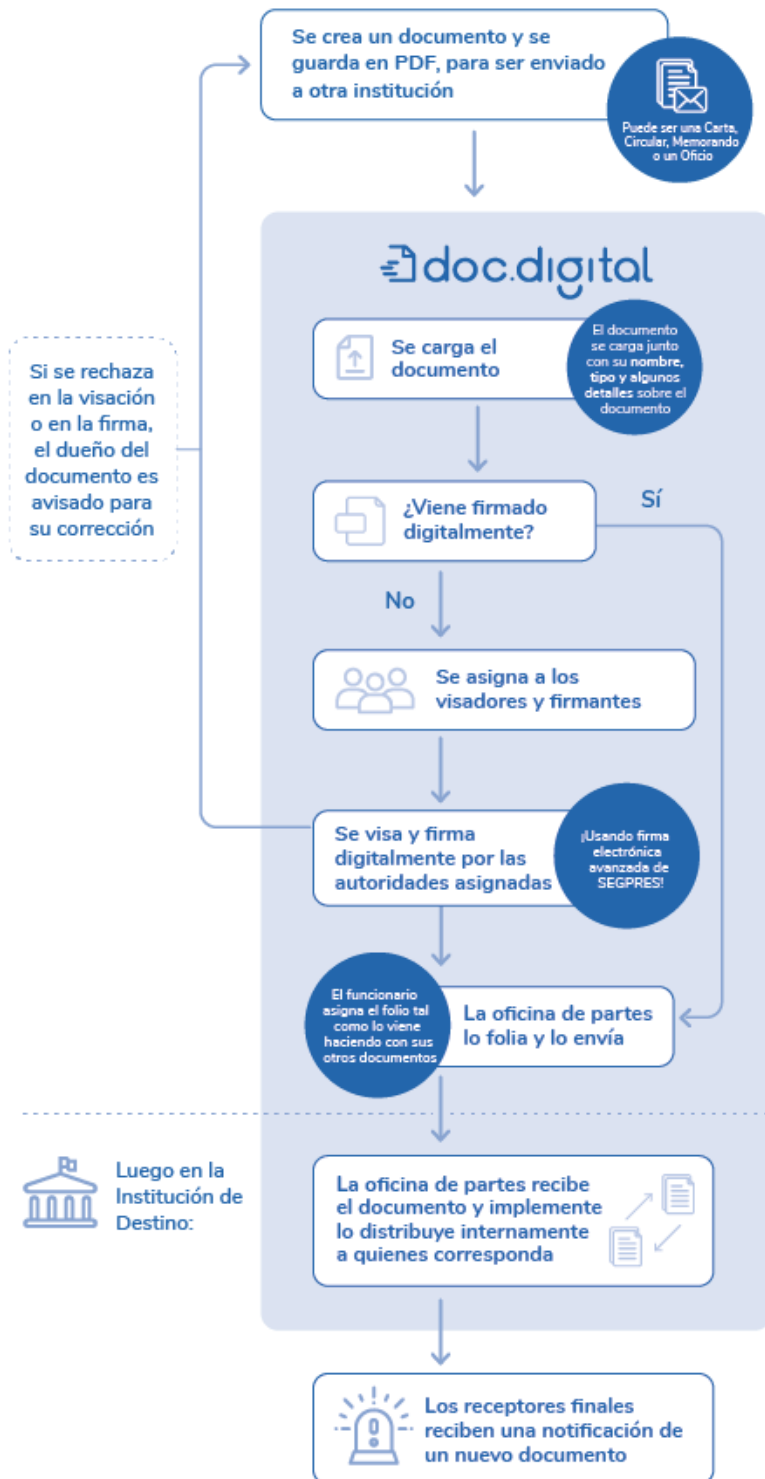 Se crea un documento y se
guarda en PDF, para ser enviado
a otra institución
Puede ser una Carta,
Circular, Memorando
o un Oficio
doc.digital
Se carga el
documento
El documento
se carga junto
con su nombre,
tipo y algunos
detalles sobre el
documento
Si se rechaza
en la visación
o en la firma,
el dueño del
documento es
avisado para
su corrección
¿Viene firmado
digitalmente?
Sí
No
Se asigna a los
visadores y firmantes
Se visa y firma
digitalmente por las
autoridades asignadas
¡Usando firma
electrónica
avanzada de
SEGPRES!
El funcionario
asigna el folio tal
como lo viene
haciendo con sus
otros documentos
La oficina de partes
lo folia y lo envía
Luego en la
Institución de
Destino:
La oficina de partes recibe
el documento y implemente
lo distribuye internamente
a quienes corresponda
Los receptores finales
reciben una notificación de
un nuevo documento